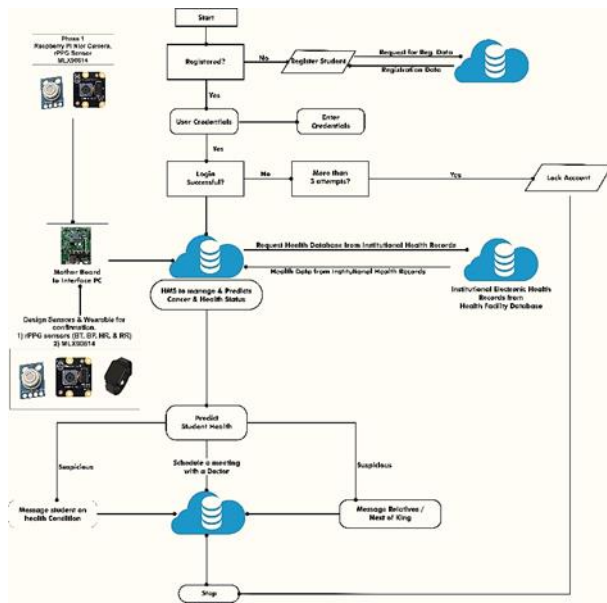 Start
Phase 1
Raspberry Pi Nior Camera,
rPPG Sensor
MLX90614
Registered?
No
Register Student
Request for Reg. Data
Registration Data
Yes
User Credentials
Enter
Credentials
Yes
Login
Successful?
No
More than
3 attempts?
Yes
Lock Account
Request Health Database from Institutional Health Records
Health Data from Institutional Health Records
Mother Board
to Interface PC
HMS to manage & Predicts
Cancer & Health Status
Institutional Electronic Health
Records from
Health Facility Database
Design Sensors & Wearable for
confirmation.
1) rPPG sensors (BT, BP, HR, & RR)
2) MLX90614
Predict
Student Health
Suspicious
Schedule a meeting
with a Doctor
Suspicious
Message student on
health Condition
Message Relatives /
Next of King
Stop